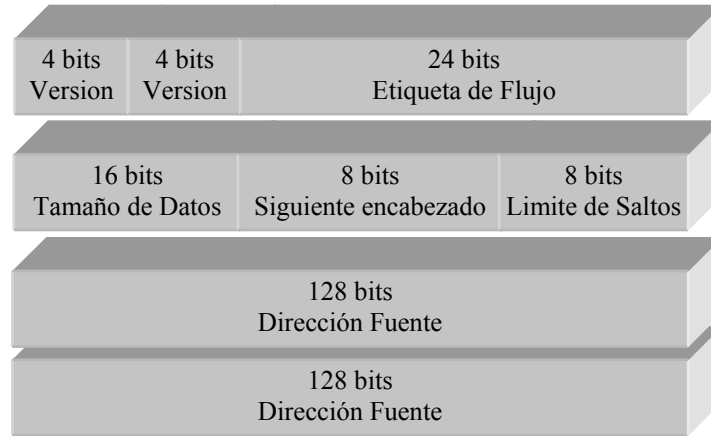 4 bits 4 bits 24 bits
Version Version Etiqueta de Flujo
16 bits 8 bits 8 bits
Tamaño de Datos Siguiente encabezado Limite de Saltos
128 bits
Dirección Fuente
128 bits
Dirección Fuente